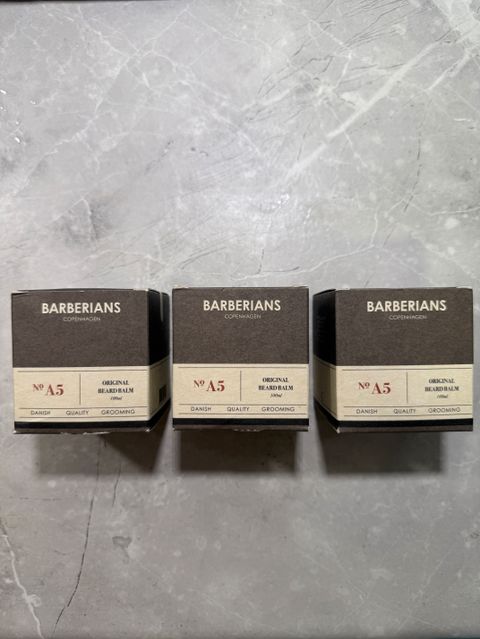 BARBERIANS
COPENHAGEN
Nº A5
ORIGINAL
BEARD BALM
100ml
DANISH QUALITY GROOMING
BARBERIANS
COPENHAGEN
Nº A5
ORIGINAL
BEARD BALM
100ml
DANISH QUALITY GROOMING
BARBERIANS
COPENHAGEN
Nº A5
ORIGINAL
BEARD BALM
100ml
DANISH QUALITY GROOMING